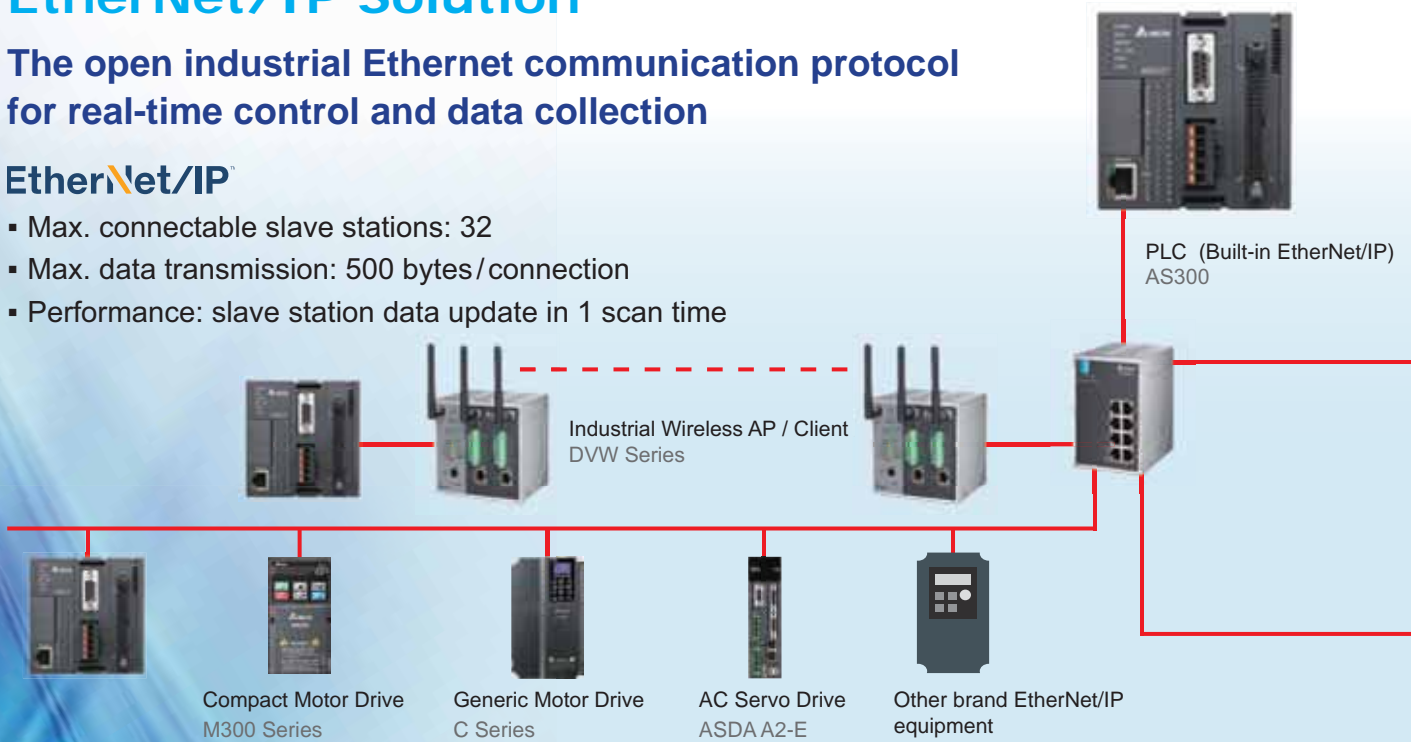 EtherNet/IP Solution
The open industrial Ethernet communication protocol
for real-time control and data collection
EtherNet/IP™
▪ Max. connectable slave stations: 32
▪ Max. data transmission: 500 bytes/connection
▪ Performance: slave station data update in 1 scan time
PLC (Built-in EtherNet/IP)
AS300
Industrial Wireless AP / Client
DVW Series
Compact Motor Drive
M300 Series
Generic Motor Drive
C Series
AC Servo Drive
ASDA A2-E
Other brand EtherNet/IP
equipment